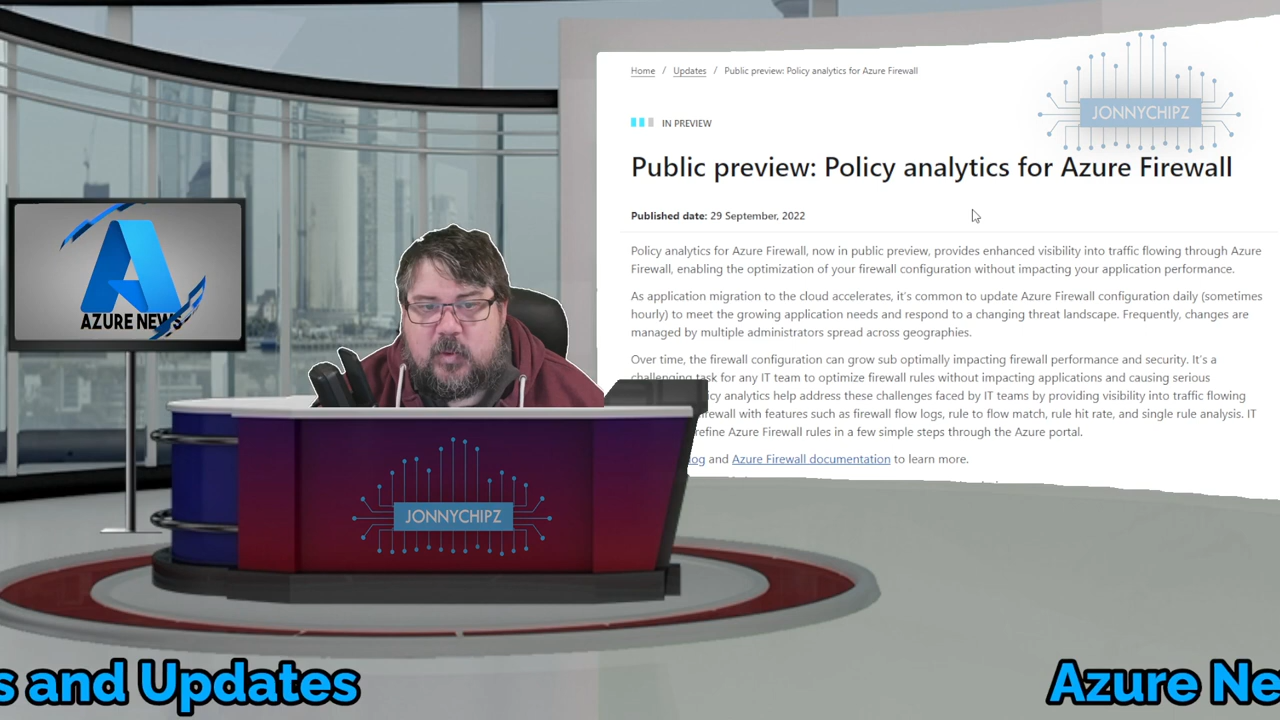 Home / Updates / Public preview: Policy analytics for Azure Firewall
JONNYCHIPZ
IN PREVIEW
Public preview: Policy analytics for Azure Firewall
Published date: 29 September, 2022
Policy analytics for Azure Firewall, now in public preview, provides enhanced visibility into traffic flowing through Azure
Firewall, enabling the optimization of your firewall configuration without impacting your application performance.
As application migration to the cloud accelerates, it's common to update Azure Firewall configuration daily (sometimes
hourly) to meet the growing application needs and respond to a changing threat landscape. Frequently, changes are
managed by multiple administrators spread across geographies.
Over time, the firewall configuration can grow sub optimally impacting firewall performance and security. It's a
challenging task for any IT team to optimize firewall rules without impacting applications and causing serious
analytics help address these challenges faced by IT teams by providing visibility into traffic flowing
firewall with features such as firewall flow logs, rule to flow match, rule hit rate, and single rule analysis. IT
refine Azure Firewall rules in a few simple steps through the Azure portal.
and Azure Firewall documentation to learn more.
AZURE NEWS
JONNYCHIPZ
s and Updates
Azure Ne